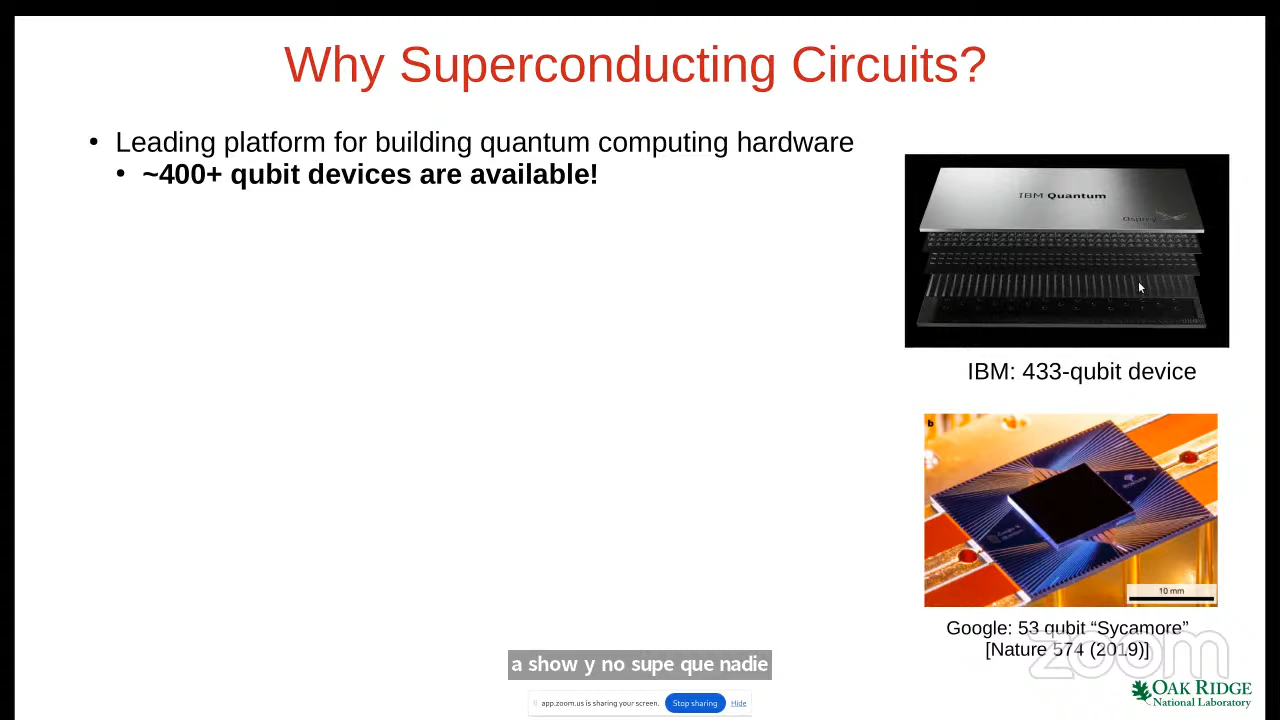 Why Superconducting Circuits?
• Leading platform for building quantum computing hardware
• ~400+ qubit devices are available!
IBM Quantum
Osprey
IBM: 433-qubit device
b
10 mm
Google: 53 qubit “Sycamore”
[Nature 574 (2019)]
zoom
a show y no supe que nadie
app.zoom.us is sharing your screen. Stop sharing Hide
OAK RIDGE
National Laboratory